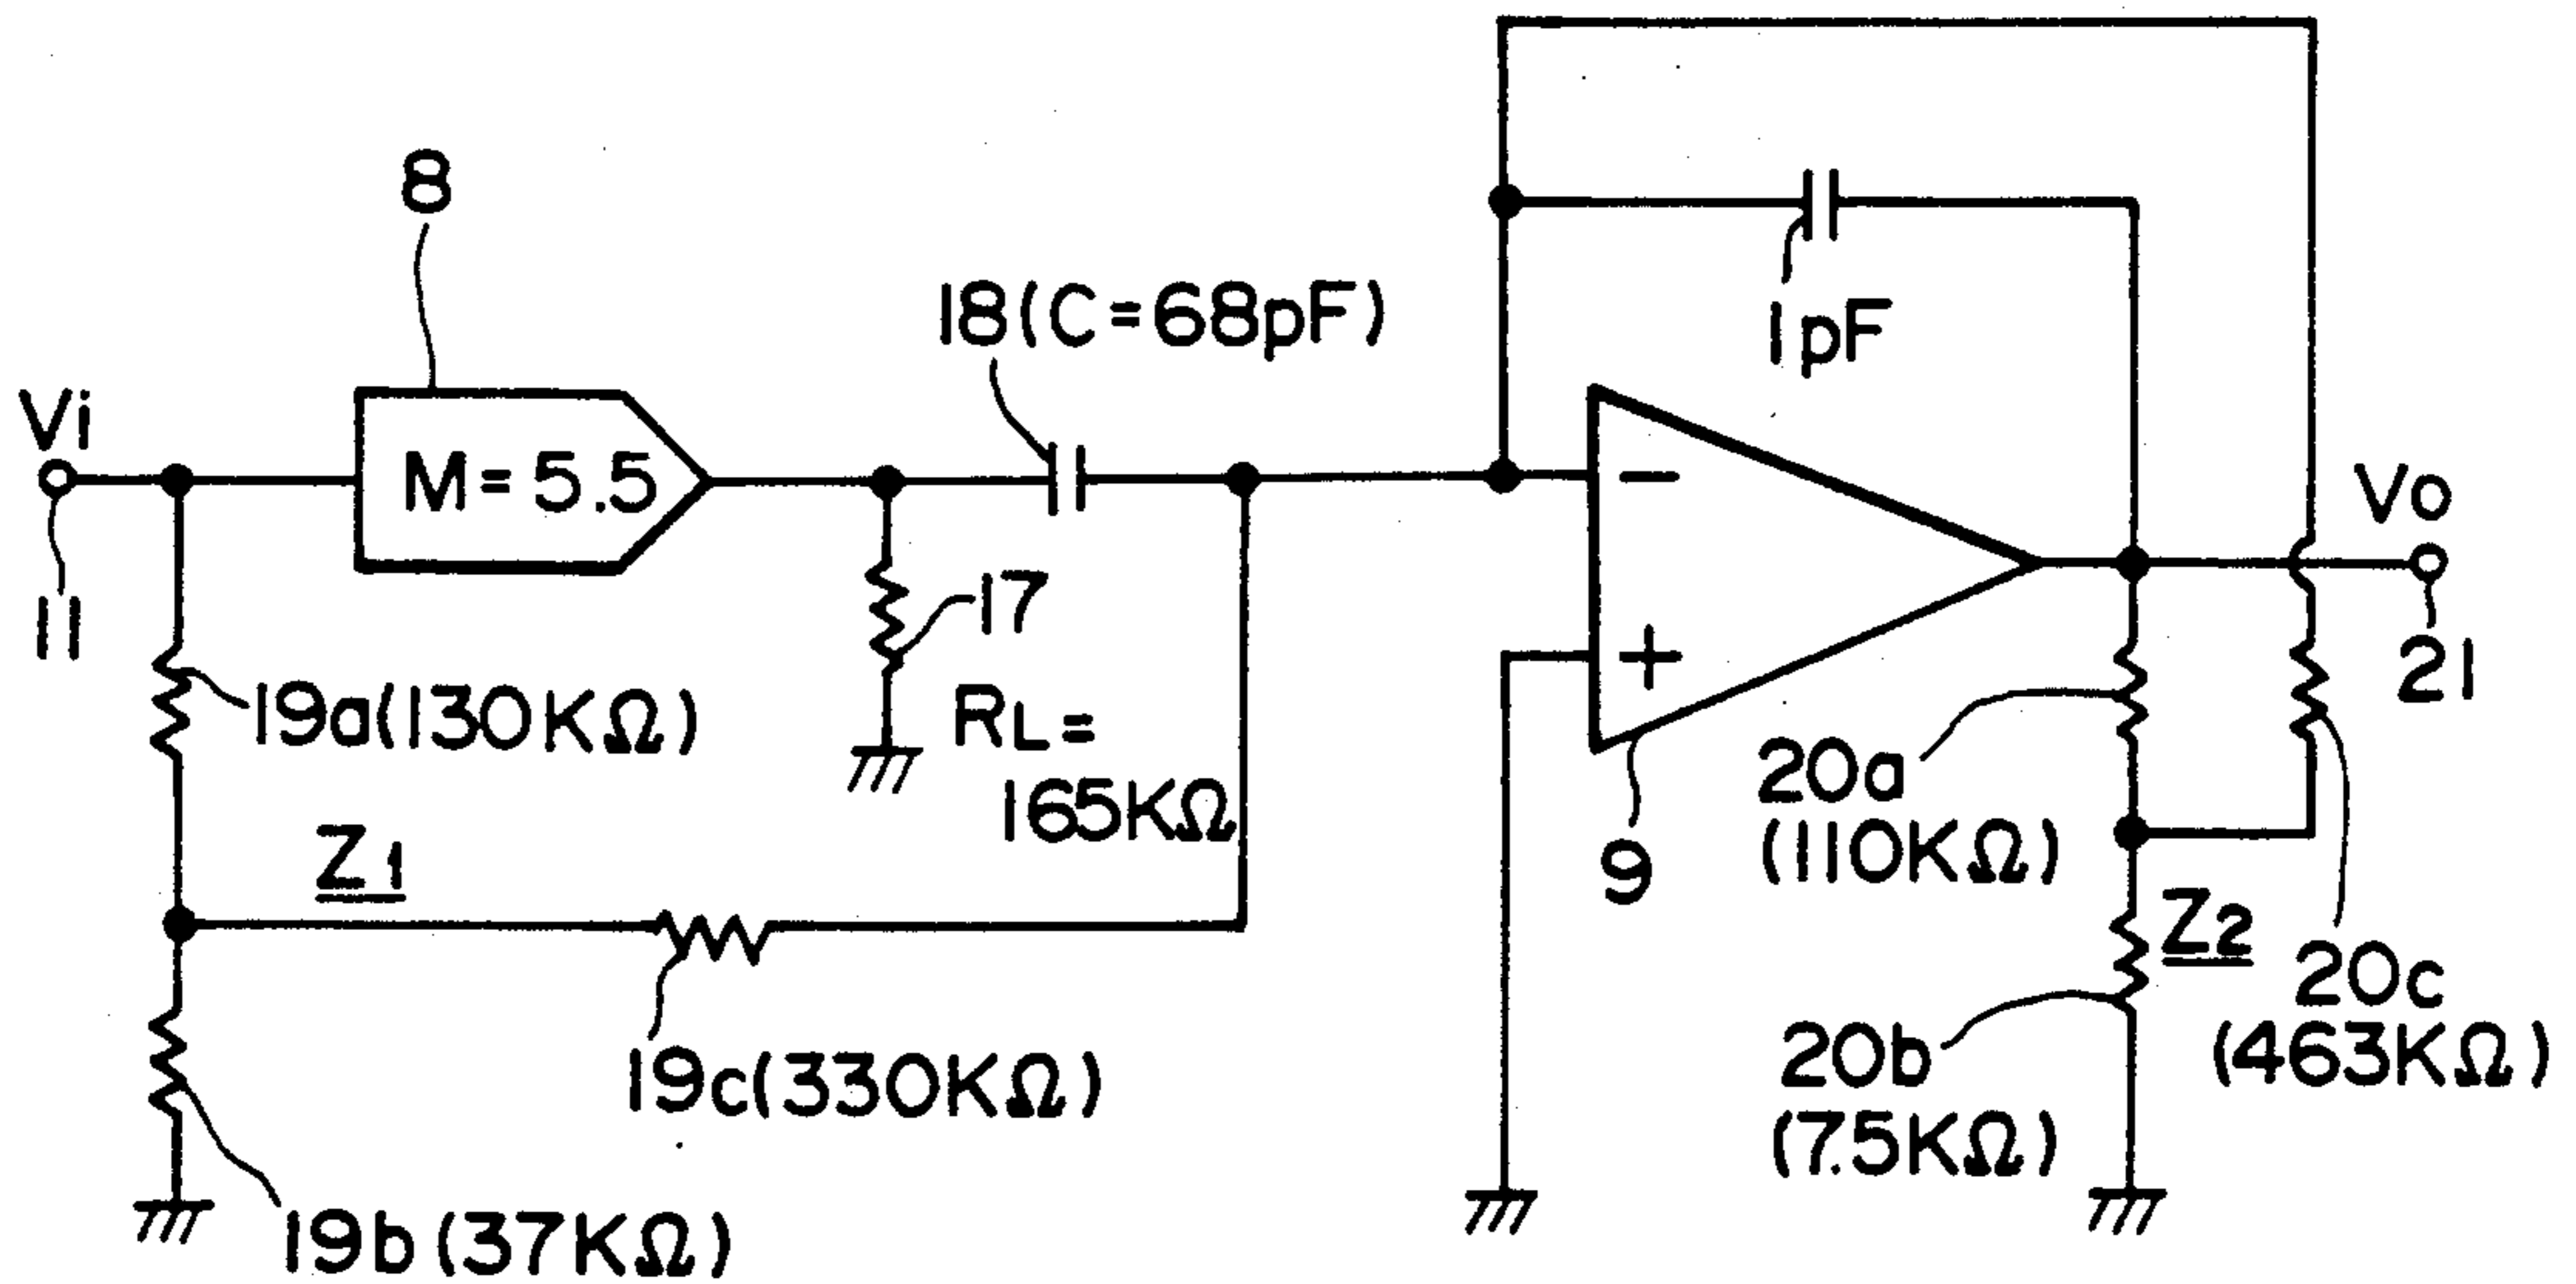 8
18(C=68pF)
1pF
Vi
M=5.5
−
Vo
11
17
+
21
19a(130KΩ)
RL=
165KΩ
20a
(110KΩ)
Z1
9
Z2
20c
(463KΩ)
19c(330KΩ)
20b
(7.5KΩ)
19b(37KΩ)